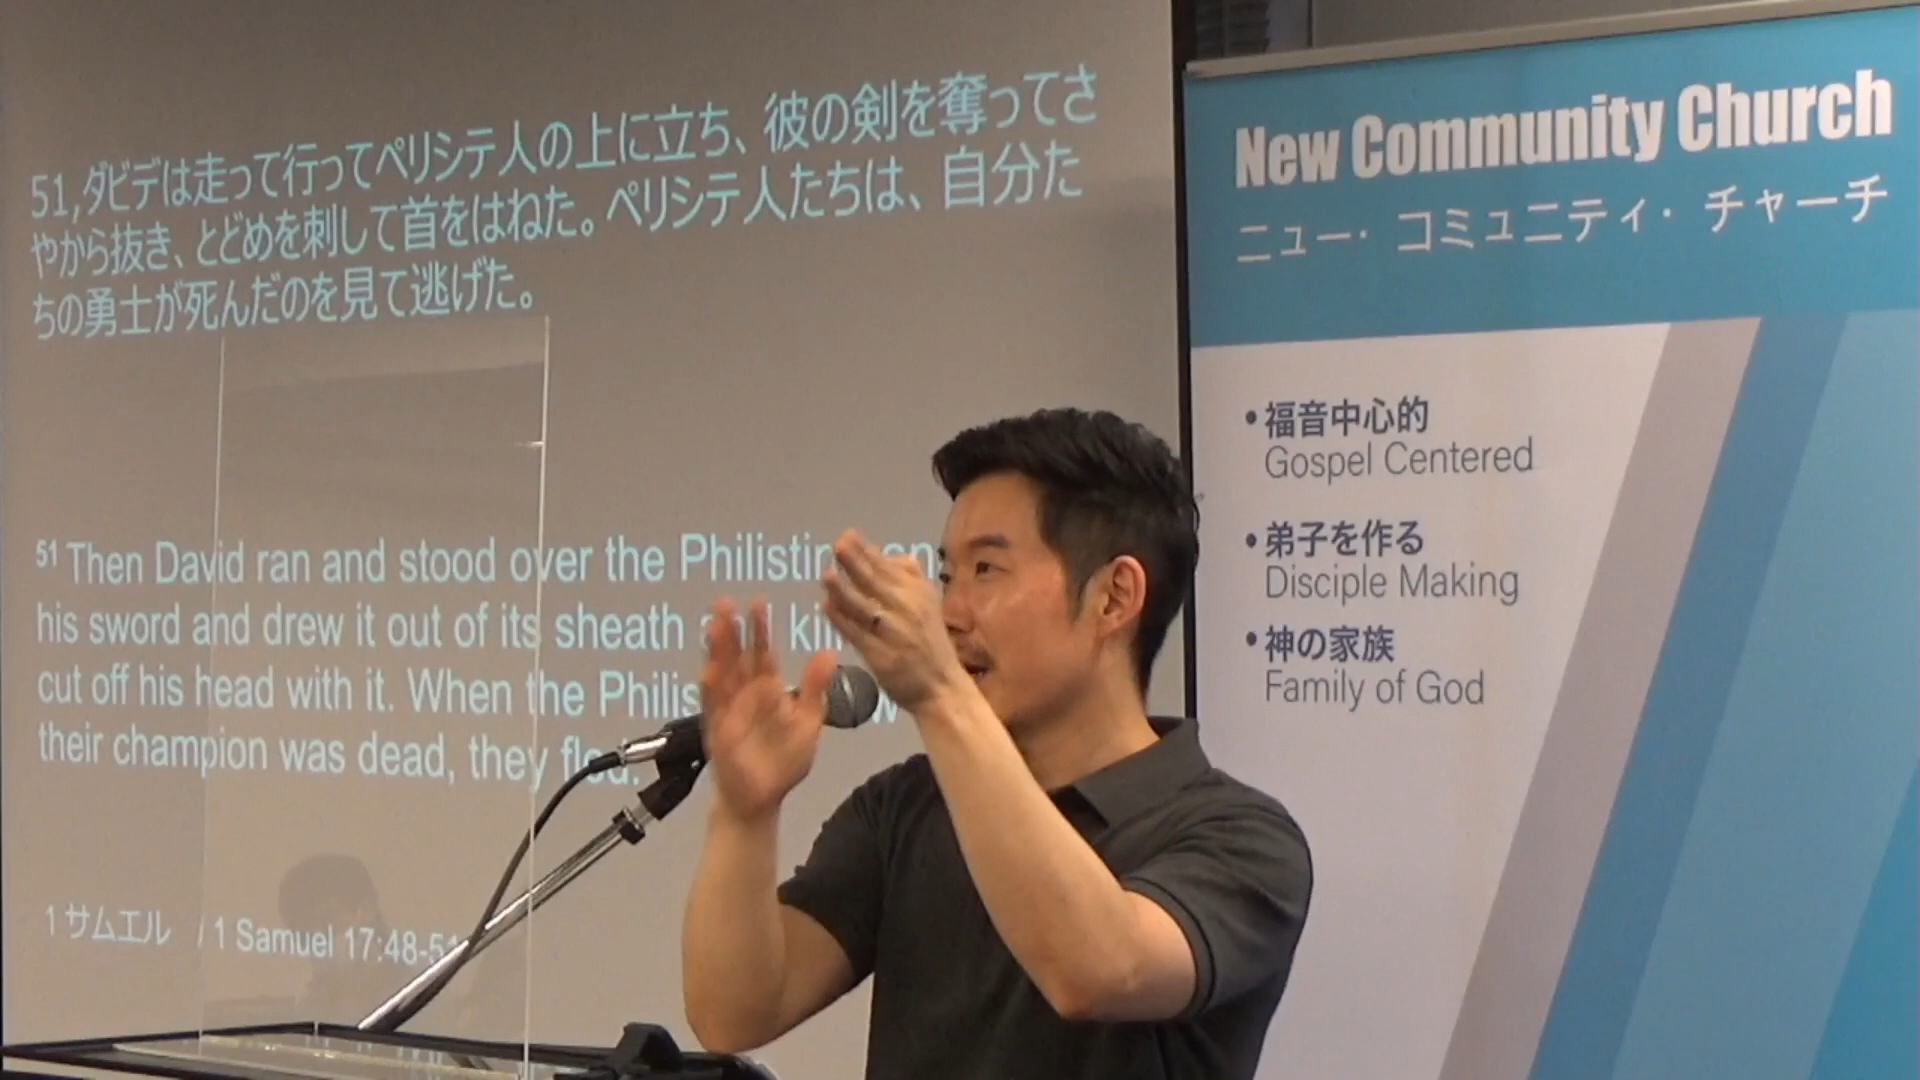 51,ダビデは走って行ってペリシテ人の上に立ち、彼の剣を奪ってさ
やから抜き、とどめを刺して首をはねた。ペリシテ人たちは、自分た
ちの勇士が死んだのを見て逃げた。
51 Then David ran and stood over the
his sword and drew it out of its sheath and
cut off his head with it. When the
their champion was dead, they fled.
1 サムエル / 1 Samuel 17:48-51
New Community Church
ニュー・コミュニティ・チャーチ
•福音中心的
Gospel Centered
•弟子を作る
Disciple Making
•神の家族
Family of God